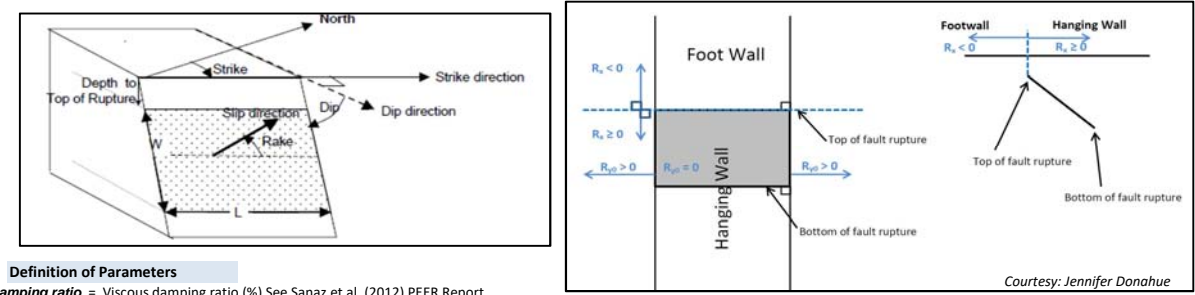 North
Strike
Strike direction
Depth to
Top of Rupture
Dip
Dip direction
Slip direction
W
Rake
L
Definition of Parameters
amping ratio = Viscous damping ratio (%) See Sanaz et al. (2012) PEER Report
Foot Wall
Rx < 0
Rx ≥ 0
Top of fault rupture
Ry0 > 0
Ry0 = 0
Ry0 > 0
Hanging Wall
Bottom of fault rupture
Footwall
Hanging Wall
Rx < 0
Rx ≥ 0
Top of fault rupture
Bottom of fault rupture
Courtesy: Jennifer Donahue